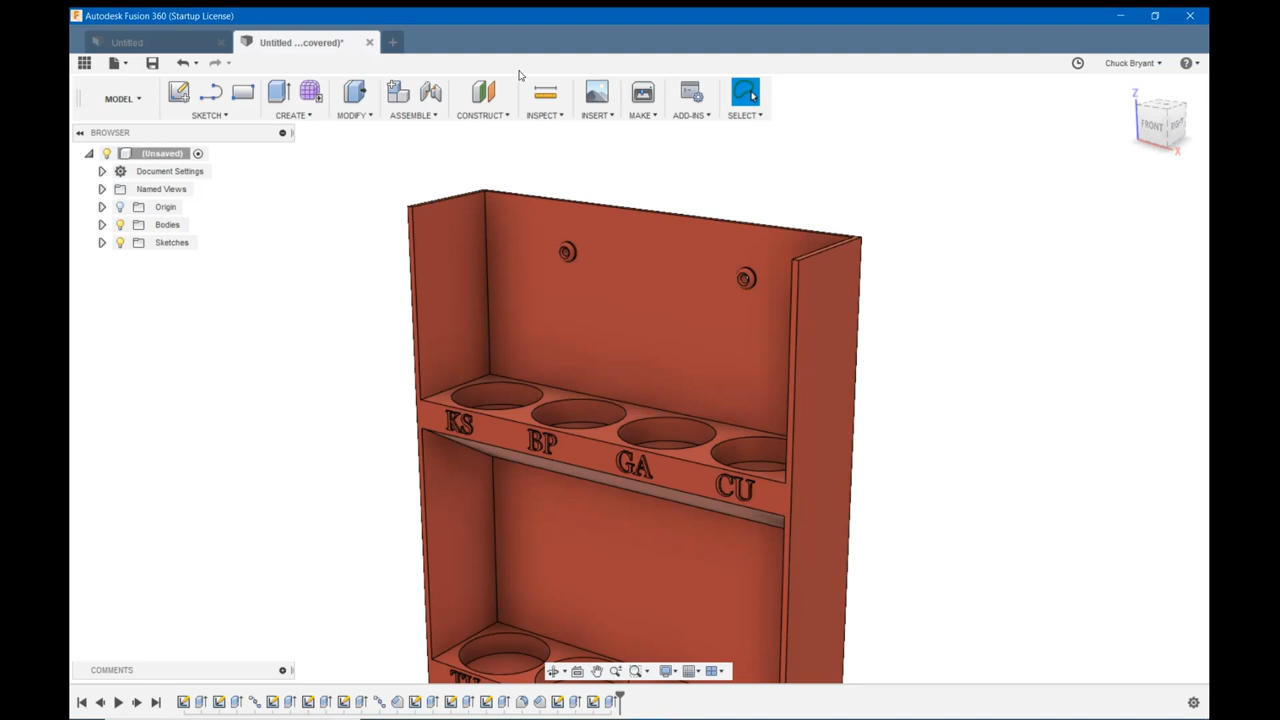 Autodesk Fusion 360 (Startup License)
Untitled
Untitled ...covered)*
Chuck Bryant
MODEL
SKETCH
CREATE
MODIFY
ASSEMBLE
CONSTRUCT
INSPECT
INSERT
MAKE
ADD-INS
SELECT
Z
FRONT
RIGHT
X
BROWSER
(Unsaved)
Document Settings
Named Views
Origin
Bodies
Sketches
KS
BP
GA
CU
COMMENTS